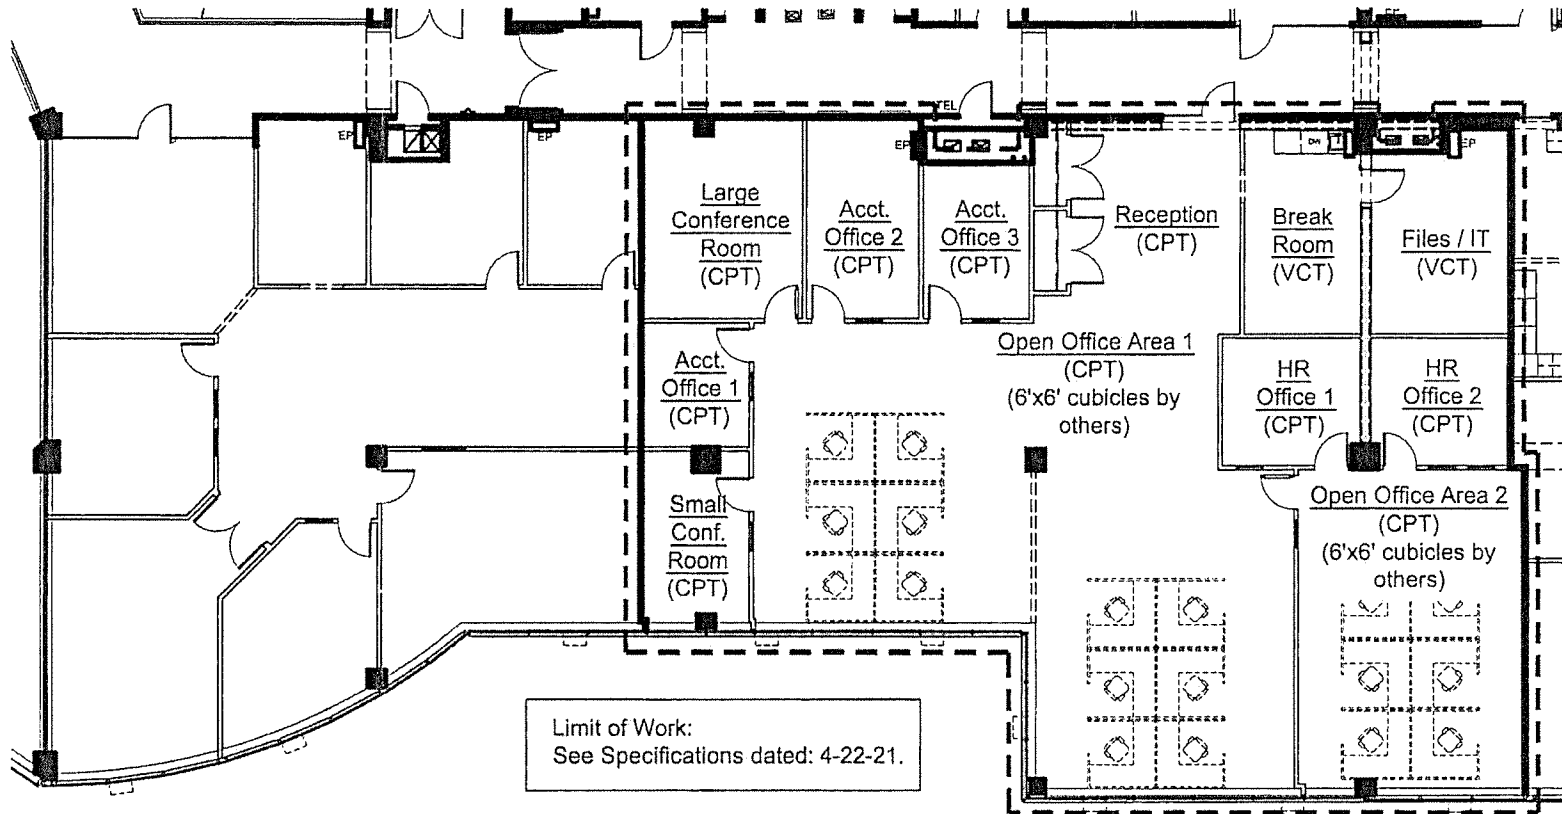 EP
TEL
EP
EP
EP
DW
EP
Large
Conference
Room
(CPT)
Acct.
Office 2
(CPT)
Acct.
Office 3
(CPT)
Reception
(CPT)
Break
Room
(VCT)
Files / IT
(VCT)
Acct.
Office 1
(CPT)
Open Office Area 1
(CPT)
(6'x6' cubicles by
others)
HR
Office 1
(CPT)
HR
Office 2
(CPT)
Small
Conf.
Room
(CPT)
Open Office Area 2
(CPT)
(6'x6' cubicles by
others)
Limit of Work:
See Specifications dated: 4-22-21.